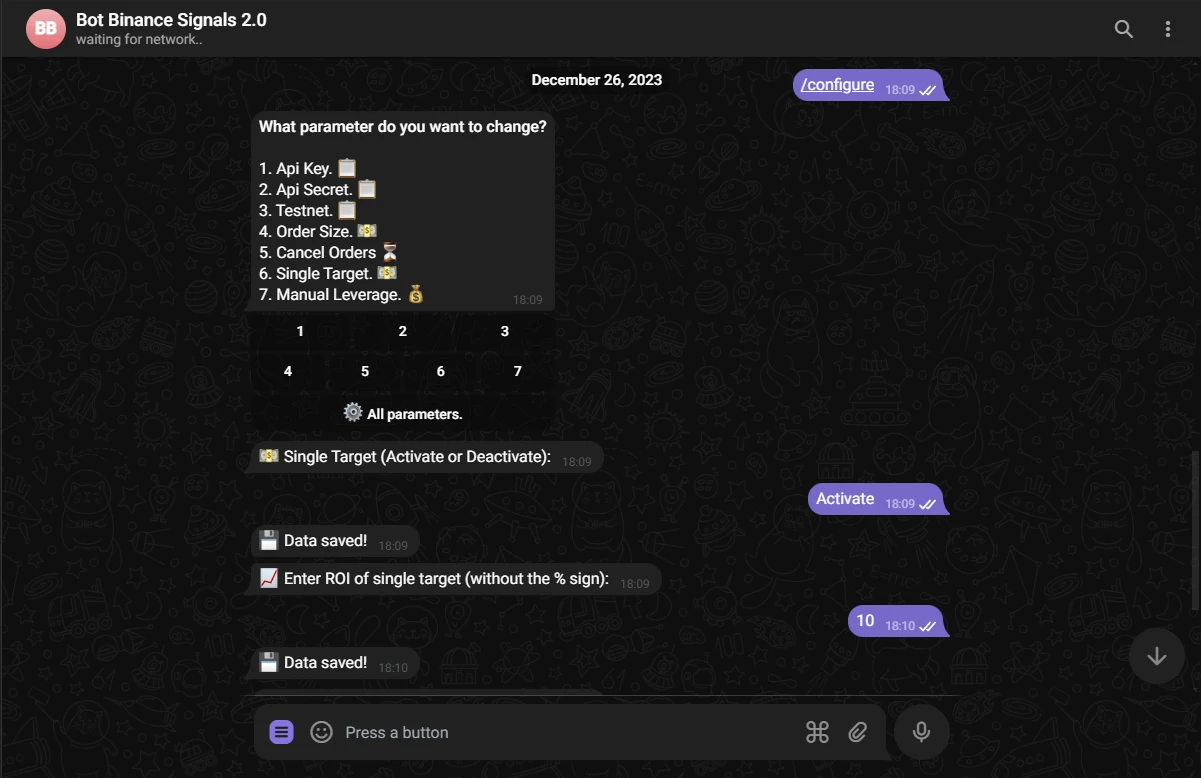 BB
Bot Binance Signals 2.0
waiting for network..
December 26, 2023
/configure 18:09
What parameter do you want to change?
1. Api Key. 📋
2. Api Secret. 📋
3. Testnet. 📋
4. Order Size. 💵
5. Cancel Orders ⏳
6. Single Target. 💵
7. Manual Leverage. 💰 18:09
1 2 3
4 5 6 7
⚙️ All parameters.
💵 Single Target (Activate or Deactivate): 18:09
Activate 18:09
💾 Data saved! 18:09
📈 Enter ROI of single target (without the % sign): 18:09
10 18:10
💾 Data saved! 18:10
Press a button